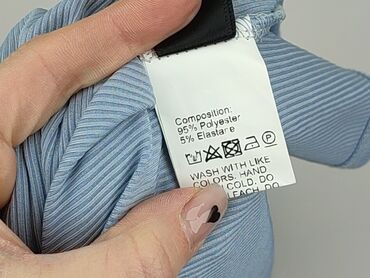 Composition:
95% Polyester
5% Elastane
WASH WITH LIKE
COLORS. HAND
COLD. DO